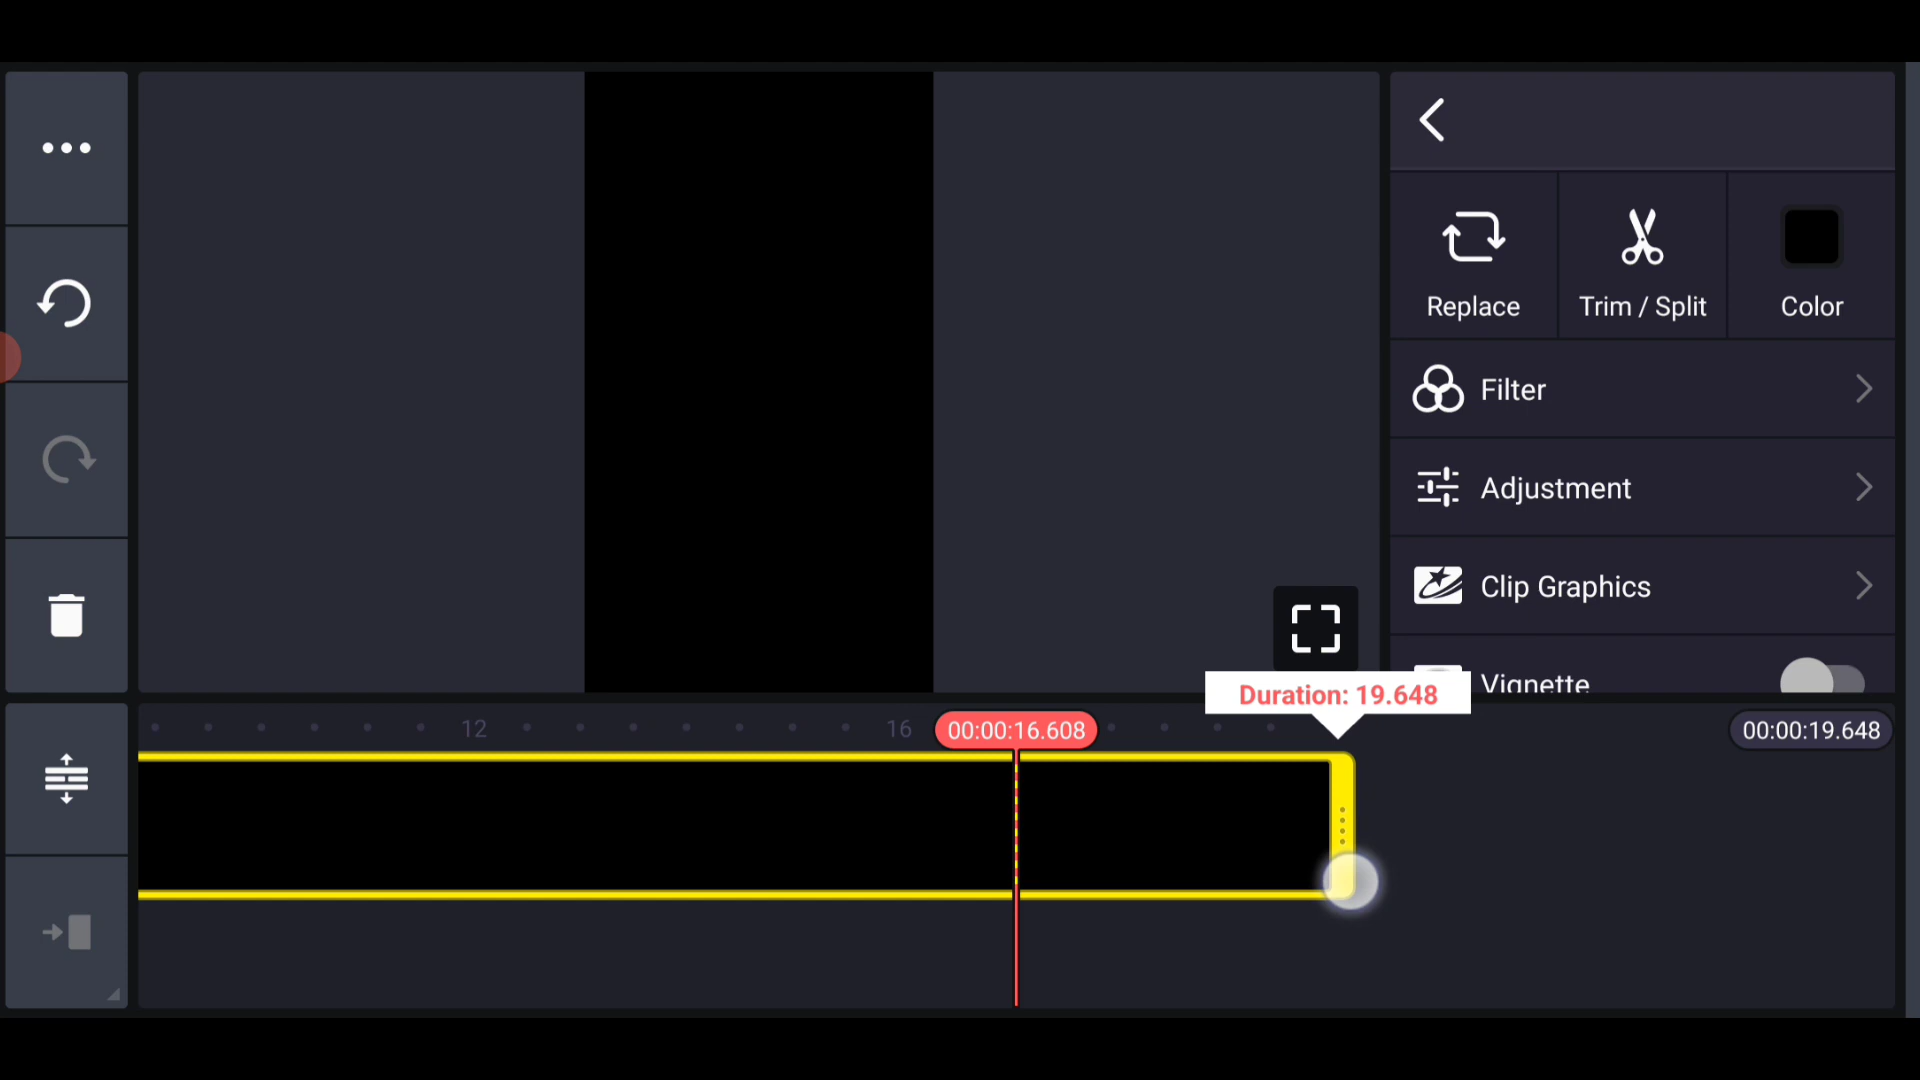 Replace
Trim / Split
Color
Filter
Adjustment
Clip Graphics
Vignette
Duration: 19.648
12
16
00:00:16.608
00:00:19.648